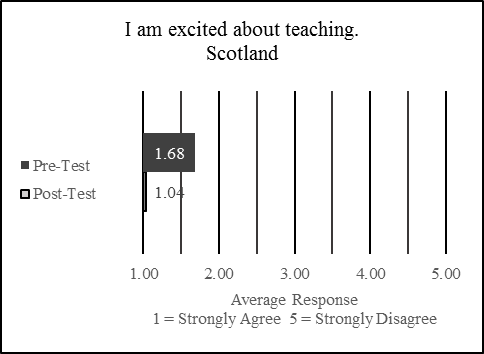 I am excited about teaching.
Scotland
1.68
Pre-Test
Post-Test
1.04
1.00 2.00 3.00 4.00 5.00
Average Response
1 = Strongly Agree 5 = Strongly Disagree